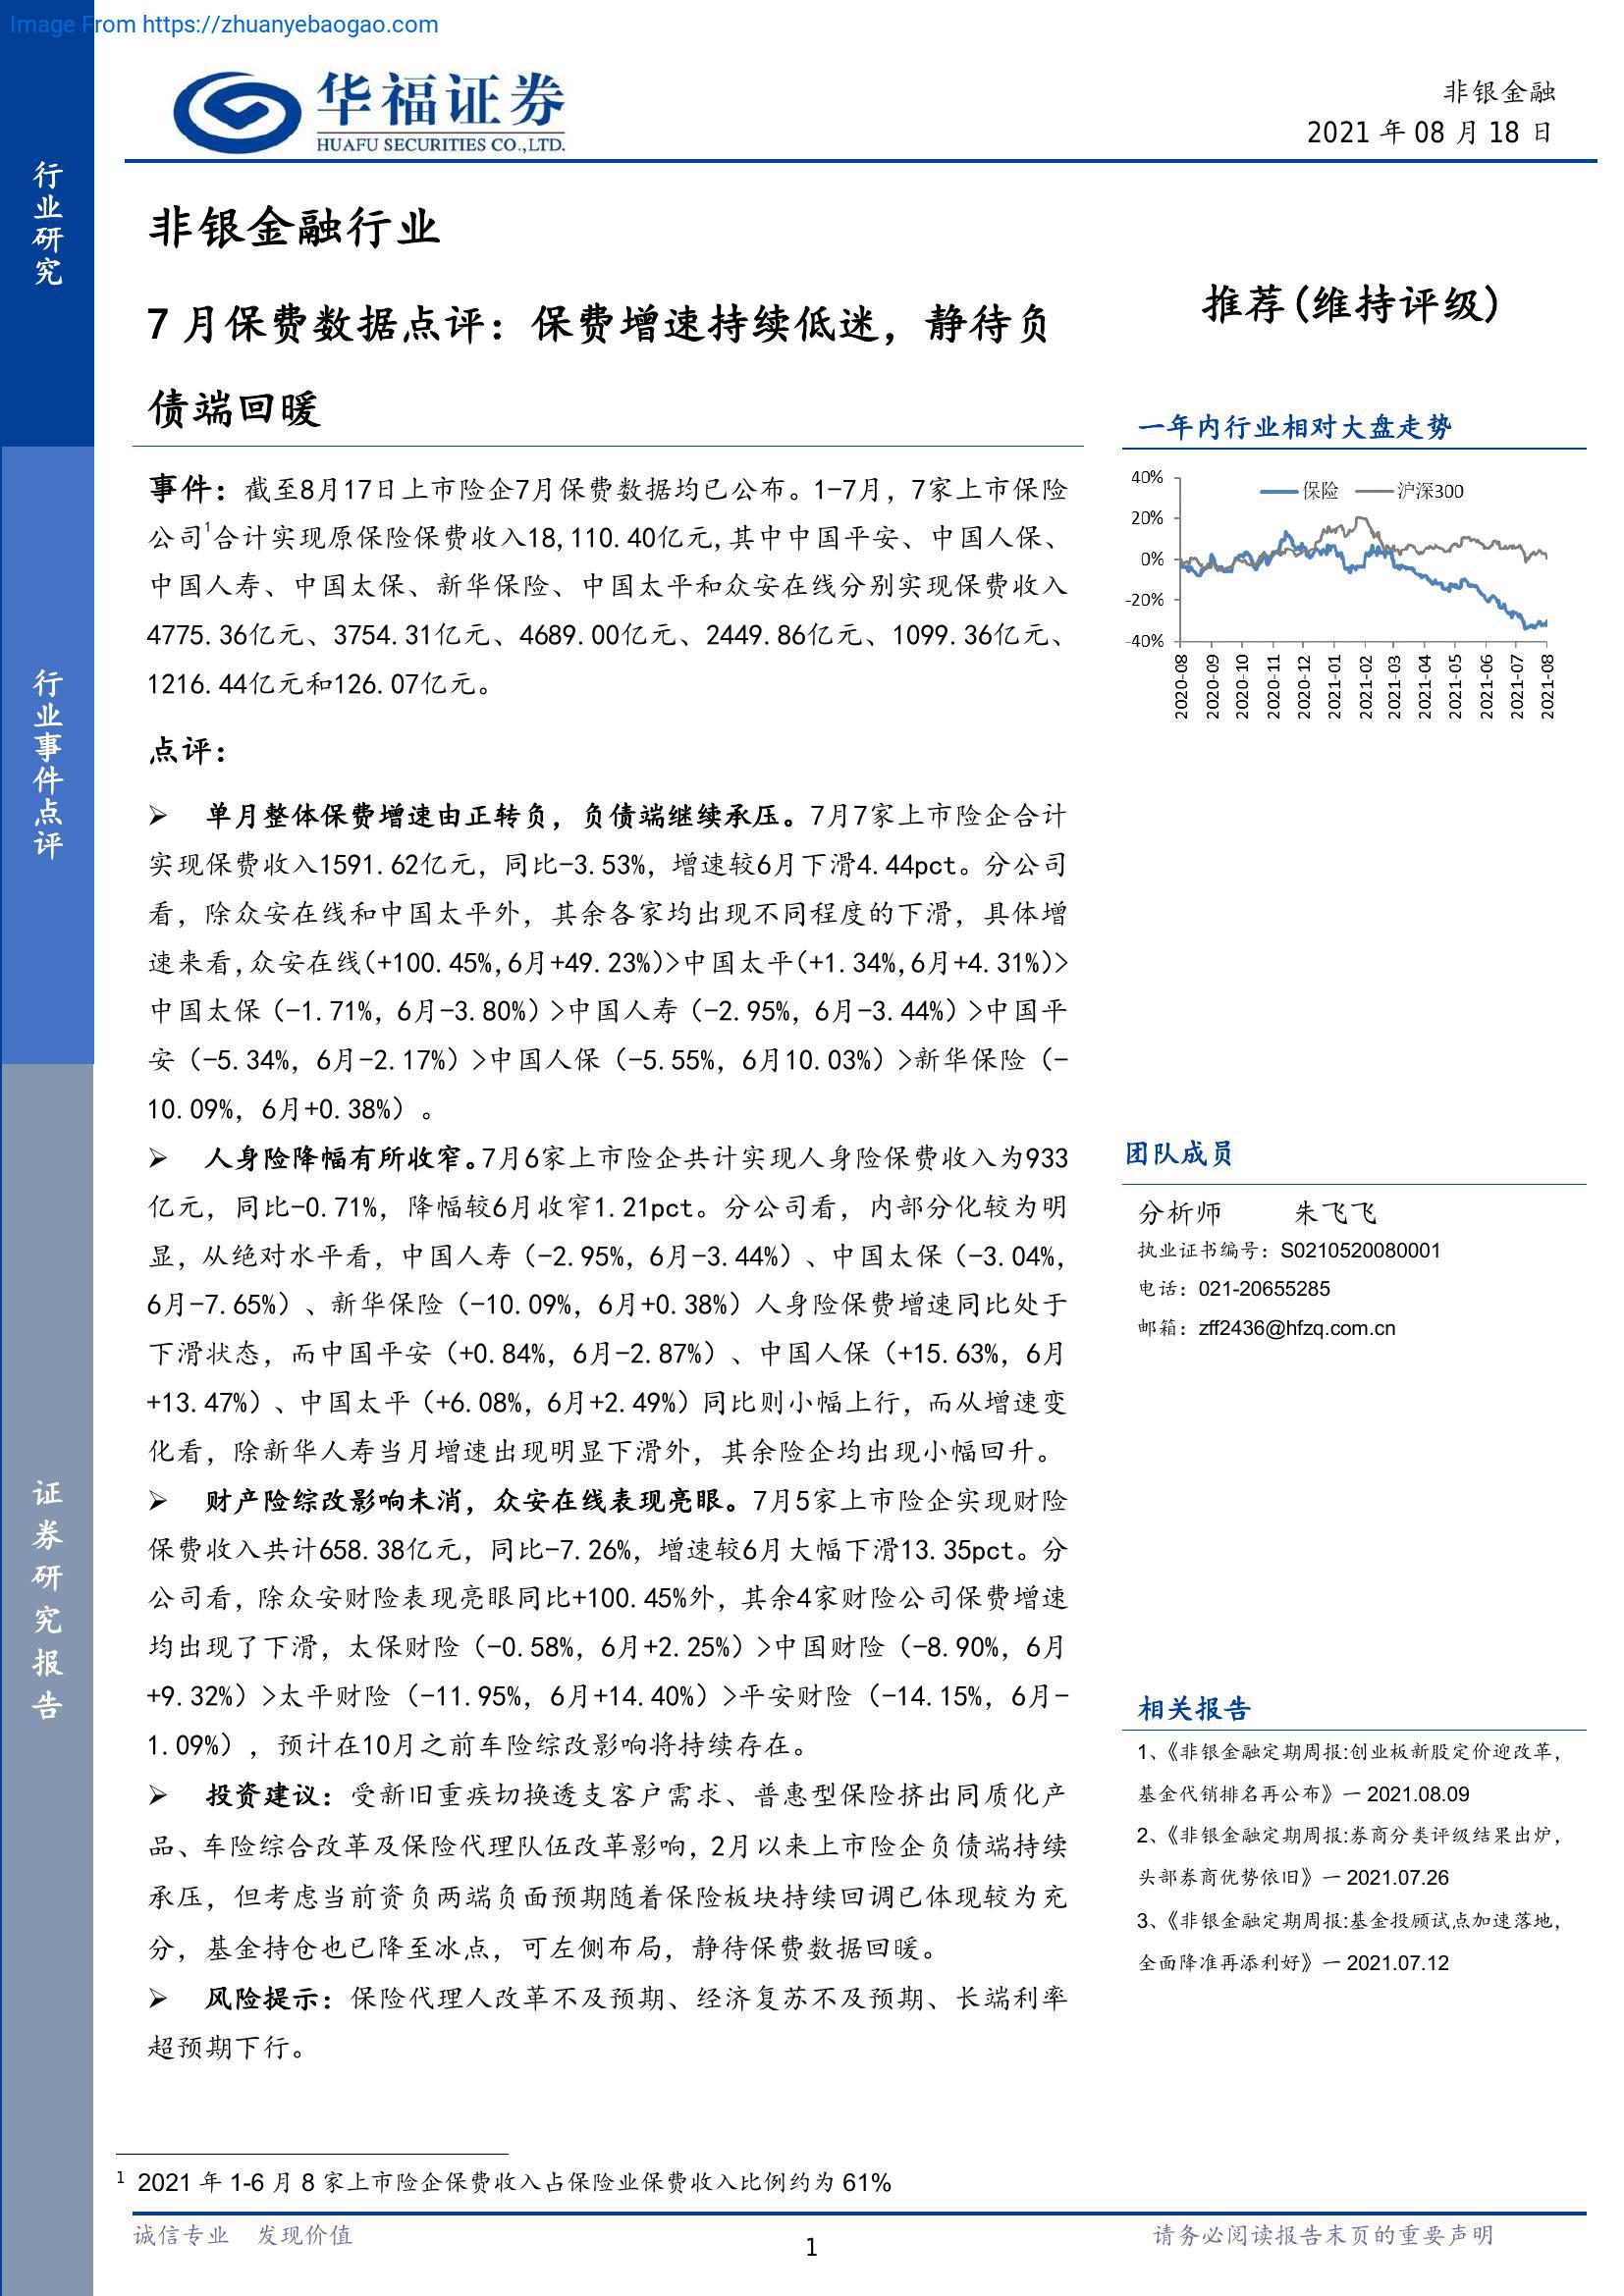 Image From https://zhuanyebaogao.com
华福证券
HUAFU SECURITIES CO.,LTD.
非银金融
2021 年 08 月 18 日
行业研究
行业事件点评
证券研究报告
非银金融行业
7 月保费数据点评：保费增速持续低迷，静待负
债端回暖
事件：截至8月17日上市险企7月保费数据均已公布。1-7月，7家上市保险
公司1合计实现原保险保费收入18,110.40亿元,其中中国平安、中国人保、
中国人寿、中国太保、新华保险、中国太平和众安在线分别实现保费收入
4775.36亿元、3754.31亿元、4689.00亿元、2449.86亿元、1099.36亿元、
1216.44亿元和126.07亿元。
点评：
➢ 单月整体保费增速由正转负，负债端继续承压。7月7家上市险企合计
实现保费收入1591.62亿元，同比-3.53%，增速较6月下滑4.44pct。分公司
看，除众安在线和中国太平外，其余各家均出现不同程度的下滑，具体增
速来看,众安在线(+100.45%,6月+49.23%)>中国太平(+1.34%,6月+4.31%)>
中国太保（-1.71%，6月-3.80%）>中国人寿（-2.95%，6月-3.44%）>中国平
安（-5.34%，6月-2.17%）>中国人保（-5.55%，6月10.03%）>新华保险（-
10.09%，6月+0.38%）。
➢ 人身险降幅有所收窄。7月6家上市险企共计实现人身险保费收入为933
亿元，同比-0.71%，降幅较6月收窄1.21pct。分公司看，内部分化较为明
显，从绝对水平看，中国人寿（-2.95%，6月-3.44%）、中国太保（-3.04%，
6月-7.65%）、新华保险（-10.09%，6月+0.38%）人身险保费增速同比处于
下滑状态，而中国平安（+0.84%，6月-2.87%）、中国人保（+15.63%，6月
+13.47%）、中国太平（+6.08%，6月+2.49%）同比则小幅上行，而从增速变
化看，除新华人寿当月增速出现明显下滑外，其余险企均出现小幅回升。
➢ 财产险综改影响未消，众安在线表现亮眼。7月5家上市险企实现财险
保费收入共计658.38亿元，同比-7.26%，增速较6月大幅下滑13.35pct。分
公司看，除众安财险表现亮眼同比+100.45%外，其余4家财险公司保费增速
均出现了下滑，太保财险（-0.58%，6月+2.25%）>中国财险（-8.90%，6月
+9.32%）>太平财险（-11.95%，6月+14.40%）>平安财险（-14.15%，6月-
1.09%），预计在10月之前车险综改影响将持续存在。
➢ 投资建议：受新旧重疾切换透支客户需求、普惠型保险挤出同质化产
品、车险综合改革及保险代理队伍改革影响，2月以来上市险企负债端持续
承压，但考虑当前资负两端负面预期随着保险板块持续回调已体现较为充
分，基金持仓也已降至冰点，可左侧布局，静待保费数据回暖。
➢ 风险提示：保险代理人改革不及预期、经济复苏不及预期、长端利率
超预期下行。
推荐(维持评级)
一年内行业相对大盘走势
保险 沪深300
40%
20%
0%
-20%
-40%
2020-08 2020-09 2020-10 2020-11 2020-12 2021-01 2021-02 2021-03 2021-04 2021-05 2021-06 2021-07 2021-08
团队成员
分析师 朱飞飞
执业证书编号：S0210520080001
电话：021-20655285
邮箱：zff2436@hfzq.com.cn
相关报告
1、《非银金融定期周报:创业板新股定价迎改革，
基金代销排名再公布》一 2021.08.09
2、《非银金融定期周报:券商分类评级结果出炉，
头部券商优势依旧》一 2021.07.26
3、《非银金融定期周报:基金投顾试点加速落地，
全面降准再添利好》一 2021.07.12
1 2021 年 1-6 月 8 家上市险企保费收入占保险业保费收入比例约为 61%
诚信专业 发现价值
1
请务必阅读报告末页的重要声明